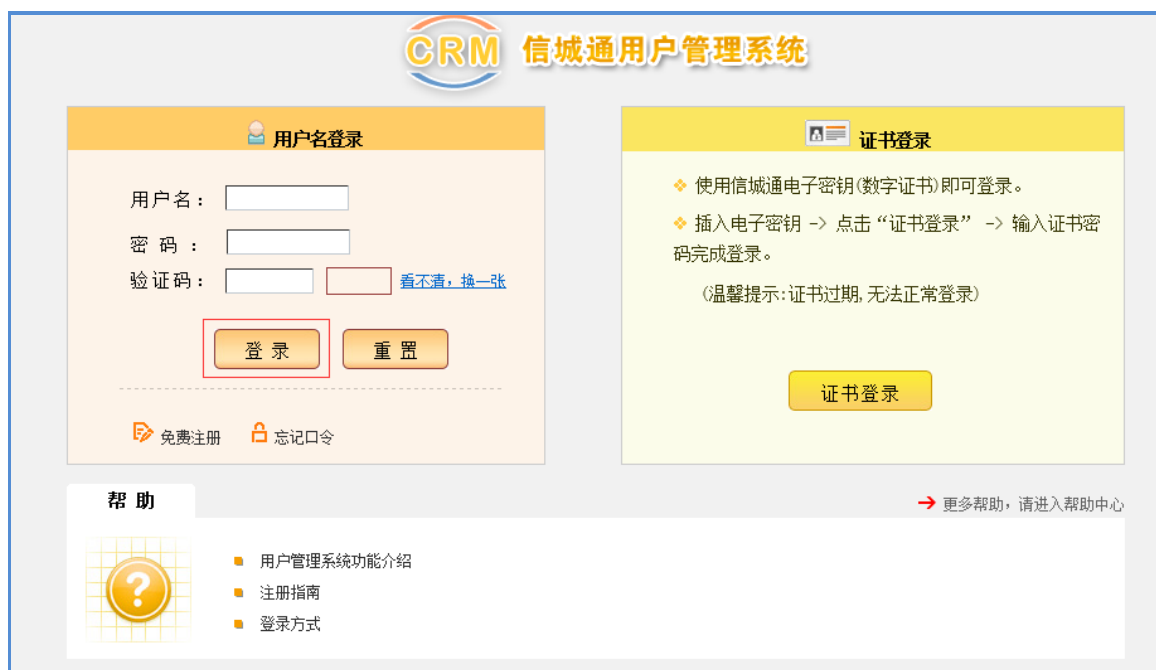 CRM 信城通用户管理系统
用户名登录
用户名：
密 码 ：
验证码：
看不清，换一张
登 录
重 置
免费注册
忘记口令
证书登录
使用信城通电子密钥(数字证书)即可登录。
插入电子密钥 -> 点击“证书登录” -> 输入证书密
码完成登录。
(温馨提示:证书过期,无法正常登录)
证书登录
帮 助
更多帮助，请进入帮助中心
?
用户管理系统功能介绍
注册指南
登录方式